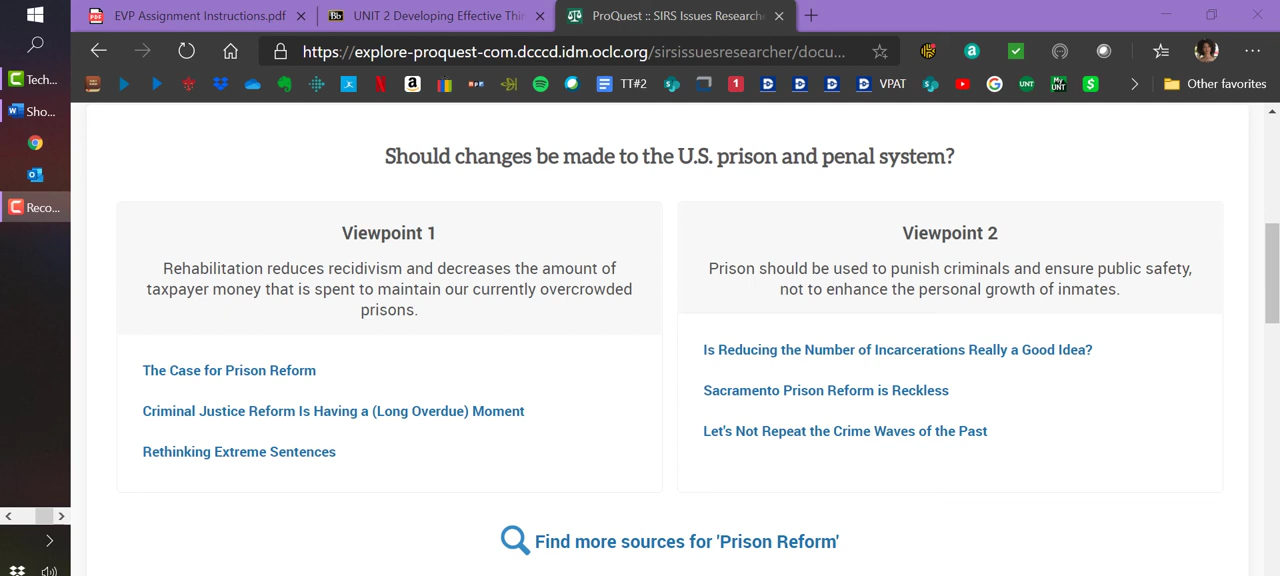 EVP Assignment Instructions.pdf
UNIT 2 Developing Effective Thin
ProQuest :: SIRS Issues Research
https://explore-proquest-com.dcccd.idm.oclc.org/sirsissuesresearcher/docu...
Tech...
TT#2
1
VPAT
UNT
MY UNT
Other favorites
Sho...
Reco...
Should changes be made to the U.S. prison and penal system?
Viewpoint 1
Rehabilitation reduces recidivism and decreases the amount of
taxpayer money that is spent to maintain our currently overcrowded
prisons.
The Case for Prison Reform
Criminal Justice Reform Is Having a (Long Overdue) Moment
Rethinking Extreme Sentences
Viewpoint 2
Prison should be used to punish criminals and ensure public safety,
not to enhance the personal growth of inmates.
Is Reducing the Number of Incarcerations Really a Good Idea?
Sacramento Prison Reform is Reckless
Let's Not Repeat the Crime Waves of the Past
Find more sources for 'Prison Reform'